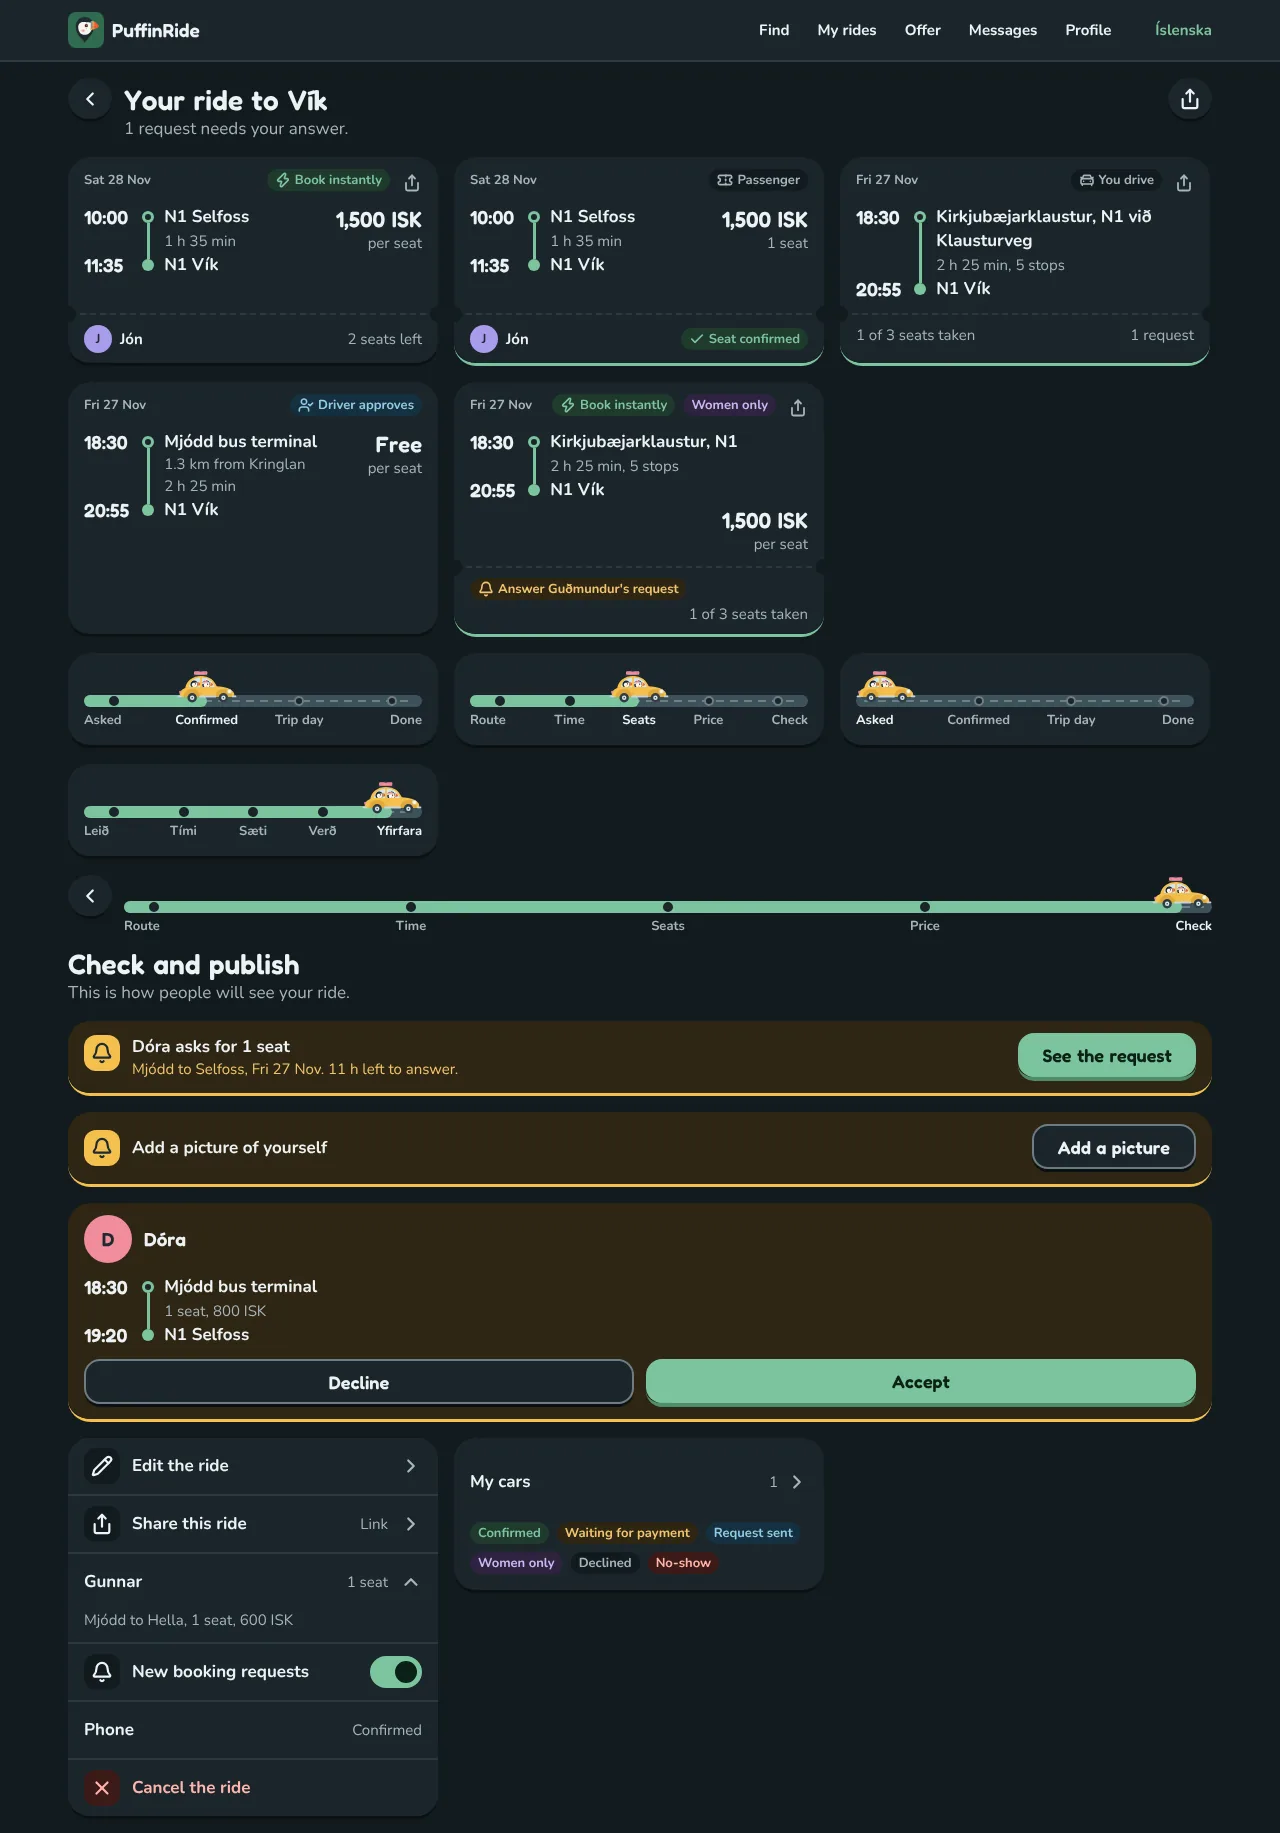 PuffinRide
Find My rides Offer Messages Profile Íslenska
Your ride to Vík
1 request needs your answer.
Sat 28 Nov Book instantly
10:00 N1 Selfoss 1,500 ISK
1 h 35 min per seat
11:35 N1 Vík
J Jón 2 seats left
Sat 28 Nov Passenger
10:00 N1 Selfoss 1,500 ISK
1 h 35 min 1 seat
11:35 N1 Vík
J Jón Seat confirmed
Fri 27 Nov You drive
18:30 Kirkjubæjarklaustur, N1 við
Klausturveg
2 h 25 min, 5 stops
20:55 N1 Vík
1 of 3 seats taken 1 request
Fri 27 Nov Driver approves
18:30 Mjódd bus terminal Free
1.3 km from Kringlan per seat
2 h 25 min
20:55 N1 Vík
Fri 27 Nov Book instantly Women only
18:30 Kirkjubæjarklaustur, N1
2 h 25 min, 5 stops
20:55 N1 Vík
1,500 ISK
per seat
Answer Guðmundur's request
1 of 3 seats taken
Asked Confirmed Trip day Done
Route Time Seats Price Check
Asked Confirmed Trip day Done
Leið Tími Sæti Verð Yfirfara
Route Time Seats Price Check
Check and publish
This is how people will see your ride.
Dóra asks for 1 seat
Mjódd to Selfoss, Fri 27 Nov. 11 h left to answer.
See the request
Add a picture of yourself
Add a picture
D Dóra
18:30 Mjódd bus terminal
1 seat, 800 ISK
19:20 N1 Selfoss
Decline Accept
Edit the ride
Share this ride Link
Gunnar 1 seat
Mjódd to Hella, 1 seat, 600 ISK
New booking requests
Phone Confirmed
Cancel the ride
My cars 1
Confirmed Waiting for payment Request sent
Women only Declined No-show